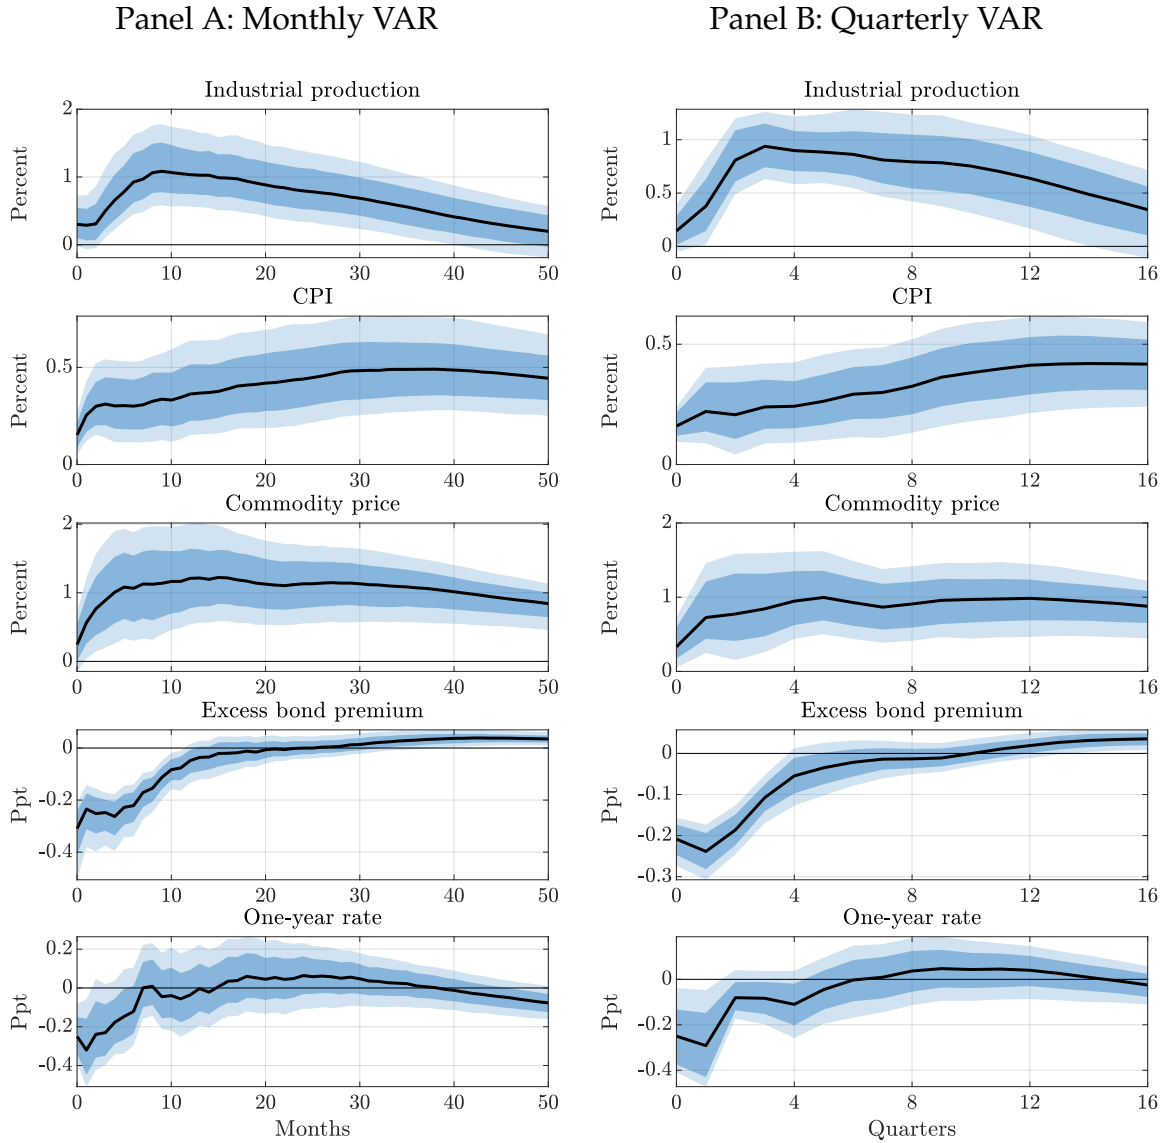 Panel A: Monthly VAR
Panel B: Quarterly VAR
Industrial production
Percent
2
1
0
0 10 20 30 40 50
Industrial production
Percent
1
0.5
0
0 4 8 12 16
CPI
Percent
0.5
0
0 10 20 30 40 50
CPI
Percent
0.5
0
0 4 8 12 16
Commodity price
Percent
2
1
0
0 10 20 30 40 50
Commodity price
Percent
2
1
0
0 4 8 12 16
Excess bond premium
Ppt
0
-0.2
-0.4
0 10 20 30 40 50
Excess bond premium
Ppt
0
-0.1
-0.2
-0.3
0 4 8 12 16
One-year rate
Ppt
0.2
0
-0.2
-0.4
0 10 20 30 40 50
Months
One-year rate
Ppt
0
-0.2
-0.4
0 4 8 12 16
Quarters